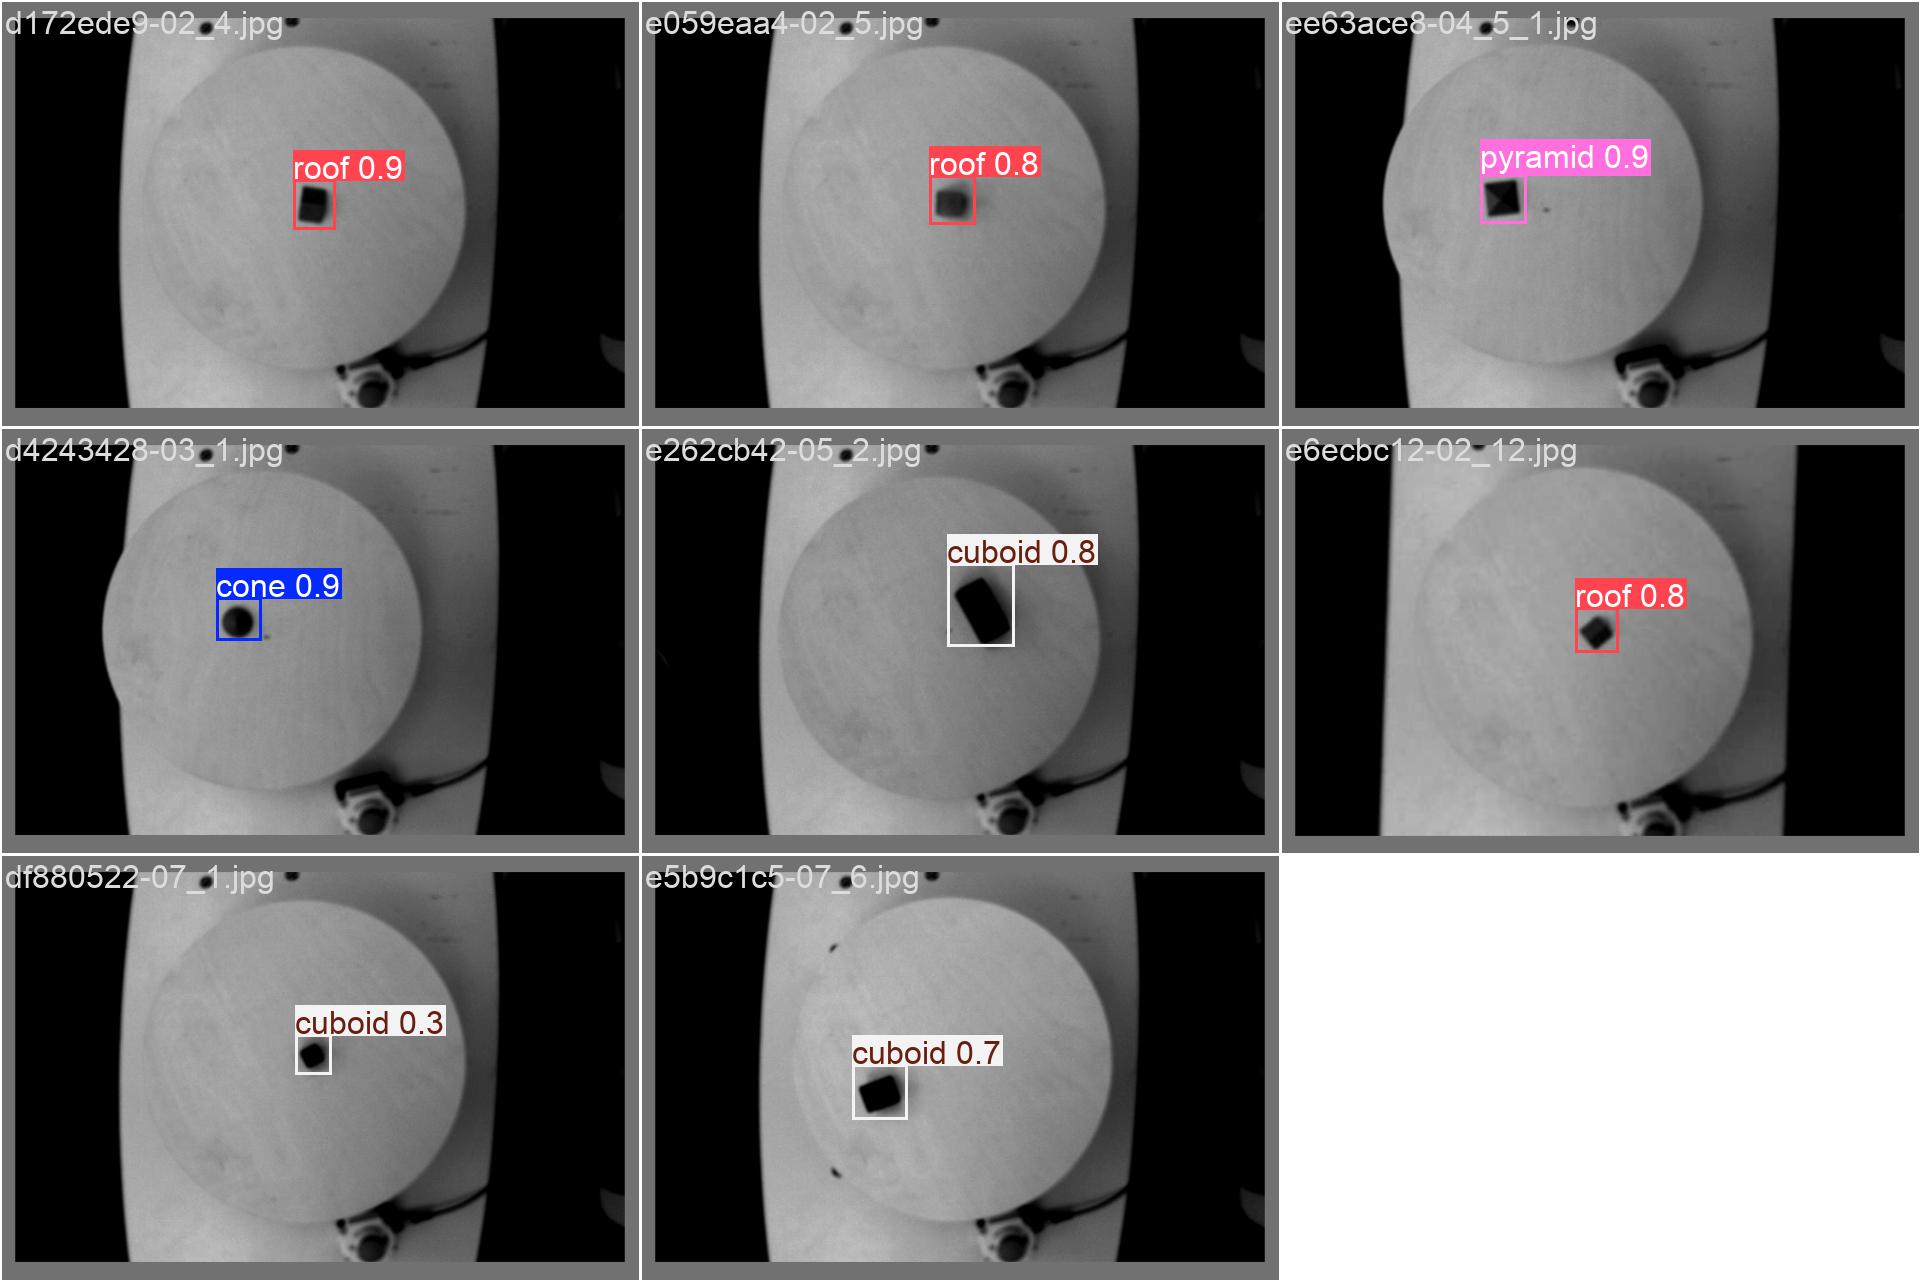 d172ede9-02_4.jpg
roof 0.9
e059eaa4-02_5.jpg
roof 0.8
ee63ace8-04_5_1.jpg
pyramid 0.9
d4243428-03_1.jpg
cone 0.9
e262cb42-05_2.jpg
cuboid 0.8
e6ecbc12-02_12.jpg
roof 0.8
df880522-07_1.jpg
cuboid 0.3
e5b9c1c5-07_6.jpg
cuboid 0.7